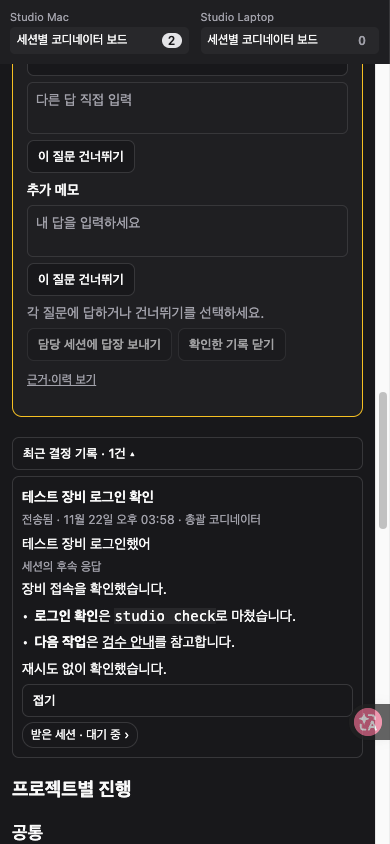 Studio Mac
세션별 코디네이터 보드 2
Studio Laptop
세션별 코디네이터 보드 0
다른 답 직접 입력
이 질문 건너뛰기
추가 메모
내 답을 입력하세요
이 질문 건너뛰기
각 질문에 답하거나 건너뛰기를 선택하세요.
담당 세션에 답장 보내기
확인한 기록 닫기
근거·이력 보기
최근 결정 기록 · 1건 ▴
테스트 장비 로그인 확인
전송됨 · 11월 22일 오후 03:58 · 총괄 코디네이터
테스트 장비 로그인했어
세션의 후속 응답
장비 접속을 확인했습니다.
• 로그인 확인은 studio check로 마쳤습니다.
• 다음 작업은 검수 안내를 참고합니다.
재시도 없이 확인했습니다.
접기
받은 세션 · 대기 중 ›
프로젝트별 진행
공통